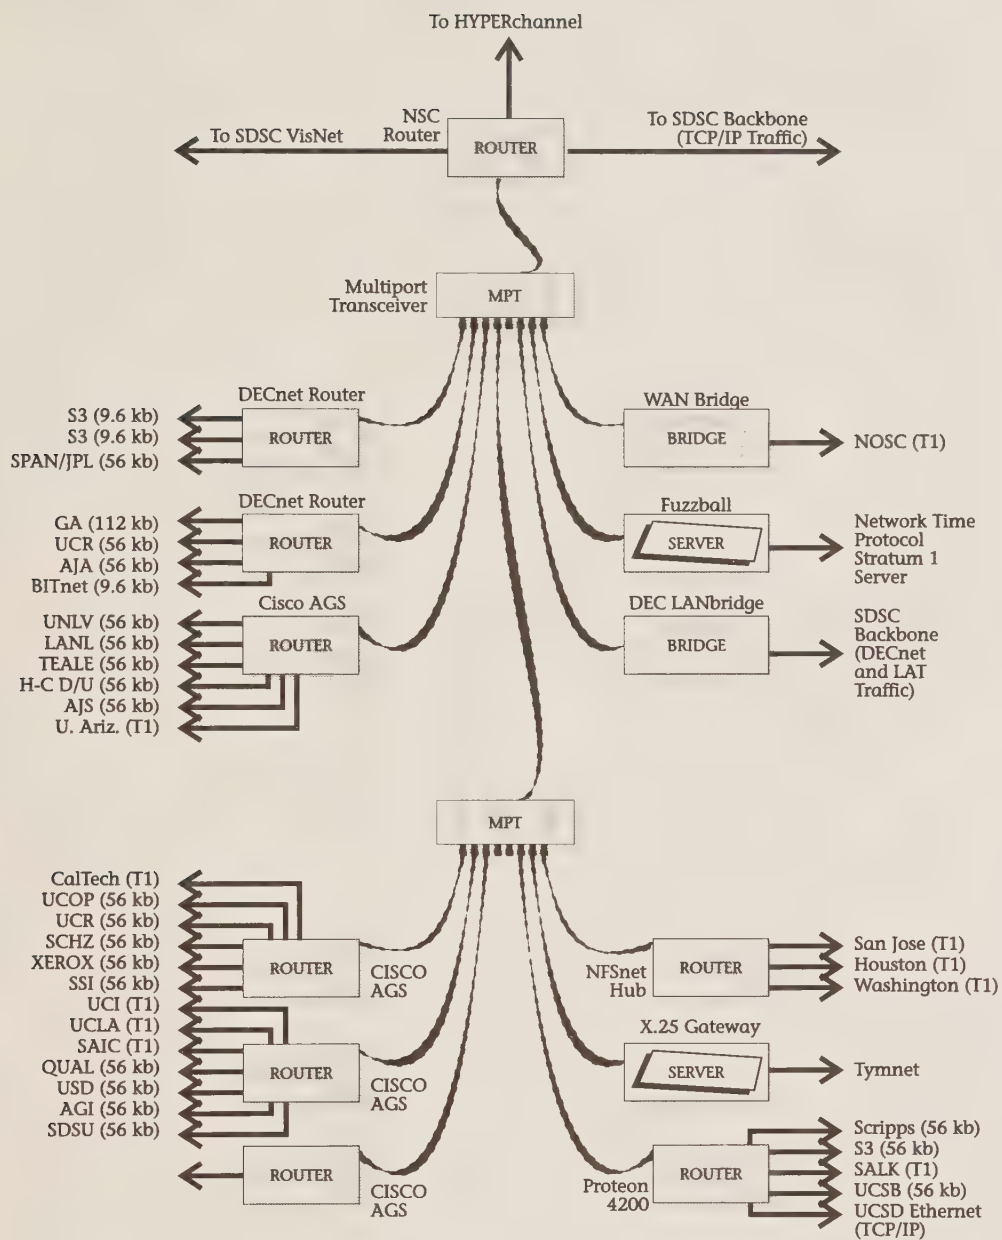 To HYPERchannel
NSC
Router
To SDSC VisNet
ROUTER
To SDSC Backbone
(TCP/IP Traffic)
Multiport
Transceiver
MPT
DECnet Router
S3 (9.6 kb)
S3 (9.6 kb)
SPAN/JPL (56 kb)
ROUTER
WAN Bridge
BRIDGE
NOSC (T1)
DECnet Router
GA (112 kb)
UCR (56 kb)
AJA (56 kb)
BITnet (9.6 kb)
ROUTER
Fuzzball
SERVER
Network Time
Protocol
Stratum 1
Server
Cisco AGS
UNLV (56 kb)
LANL (56 kb)
TEALE (56 kb)
H-C D/U (56 kb)
AJS (56 kb)
U. Ariz. (T1)
ROUTER
DEC LANbridge
BRIDGE
SDSC
Backbone
(DECnet
and LAT
Traffic)
MPT
CalTech (T1)
UCOP (56 kb)
UCR (56 kb)
SCHZ (56 kb)
XEROX (56 kb)
SSI (56 kb)
ROUTER
CISCO
AGS
NFSnet
Hub
ROUTER
San Jose (T1)
Houston (T1)
Washington (T1)
UCI (T1)
UCLA (T1)
SAIC (T1)
QUAL (56 kb)
USD (56 kb)
AGI (56 kb)
SDSU (56 kb)
ROUTER
CISCO
AGS
X.25 Gateway
SERVER
Tymnet
ROUTER
CISCO
AGS
Proteon
4200
ROUTER
Scripps (56 kb)
S3 (56 kb)
SALK (T1)
UCSB (56 kb)
UCSD Ethernet
(TCP/IP)